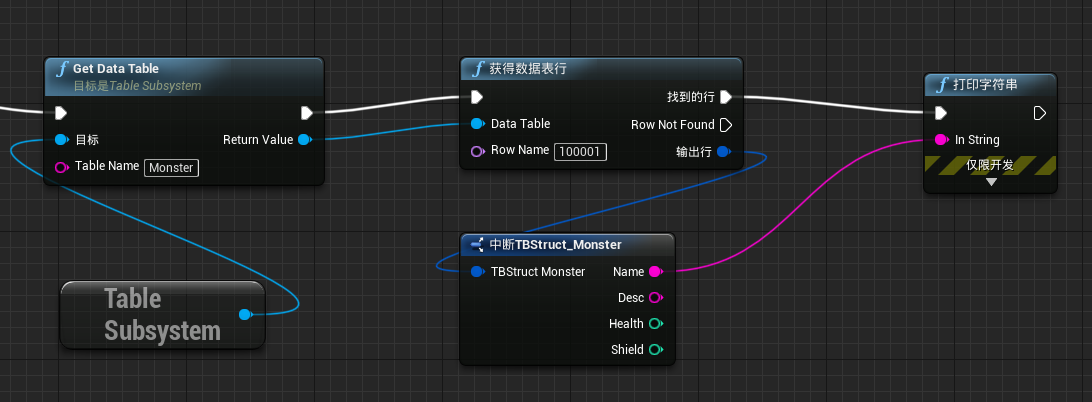 Get Data Table
目标是Table Subsystem
目标
Return Value
Table Name Monster
Table
Subsystem
获得数据表行
找到的行
Data Table
Row Not Found
Row Name 100001
输出行
中断TBStruct_Monster
TBStruct Monster
Name
Desc
Health
Shield
打印字符串
In String
仅限开发